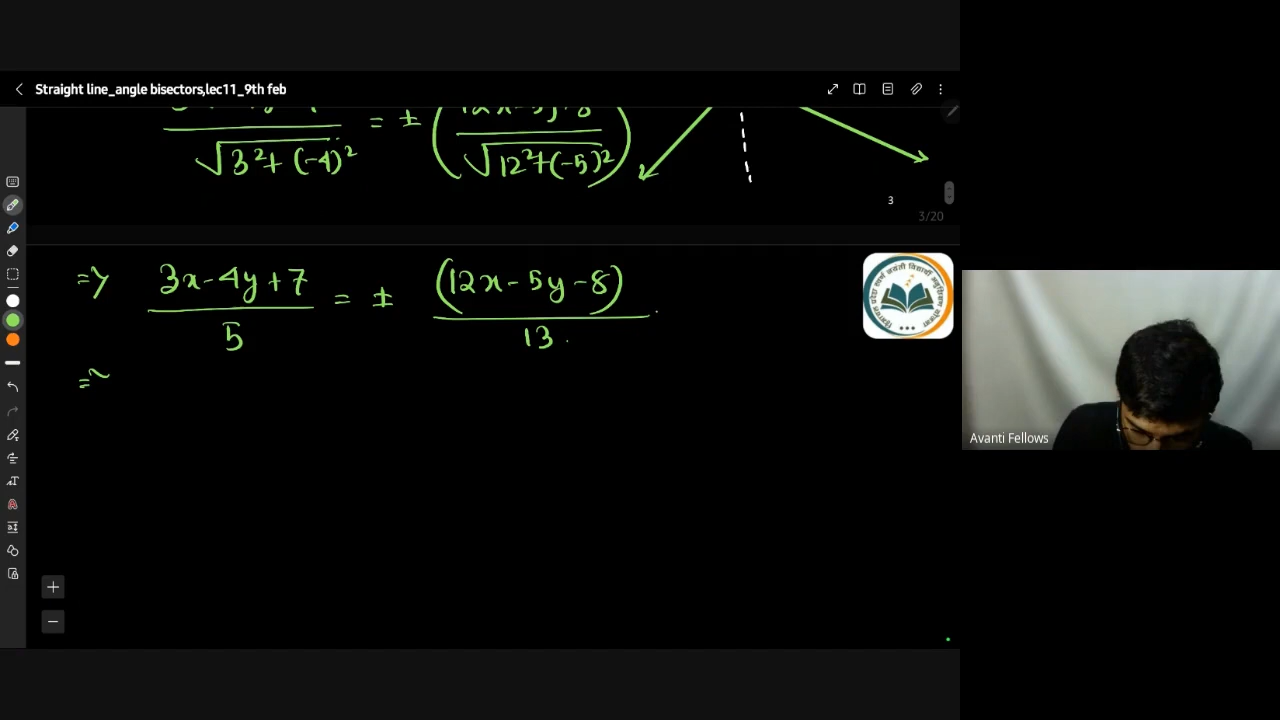 Straight line_angle bisectors,lec11_9th feb
= ±
√3²+(-4)² (√12²+(-5)²)
3
3/20
=> 3x-4y+7 = ± (12x-5y-8)
5 13
=
Avanti Fellows